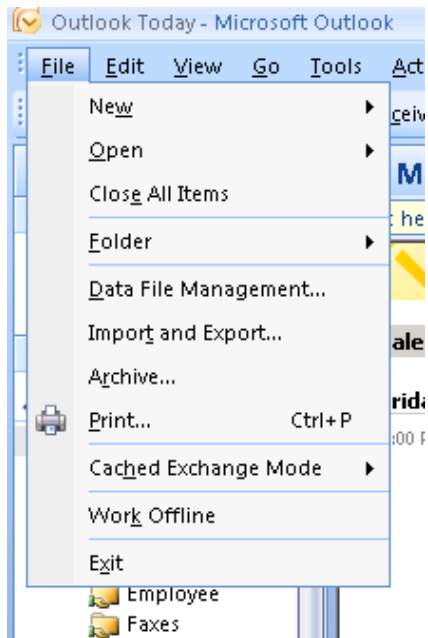 Outlook Today - Microsoft Outlook
File Edit View Go Tools
New
Open
Close All Items
Folder
Data File Management...
Import and Export...
Archive...
Print... Ctrl+P
Cached Exchange Mode
Work Offline
Exit
Employee
Faxes